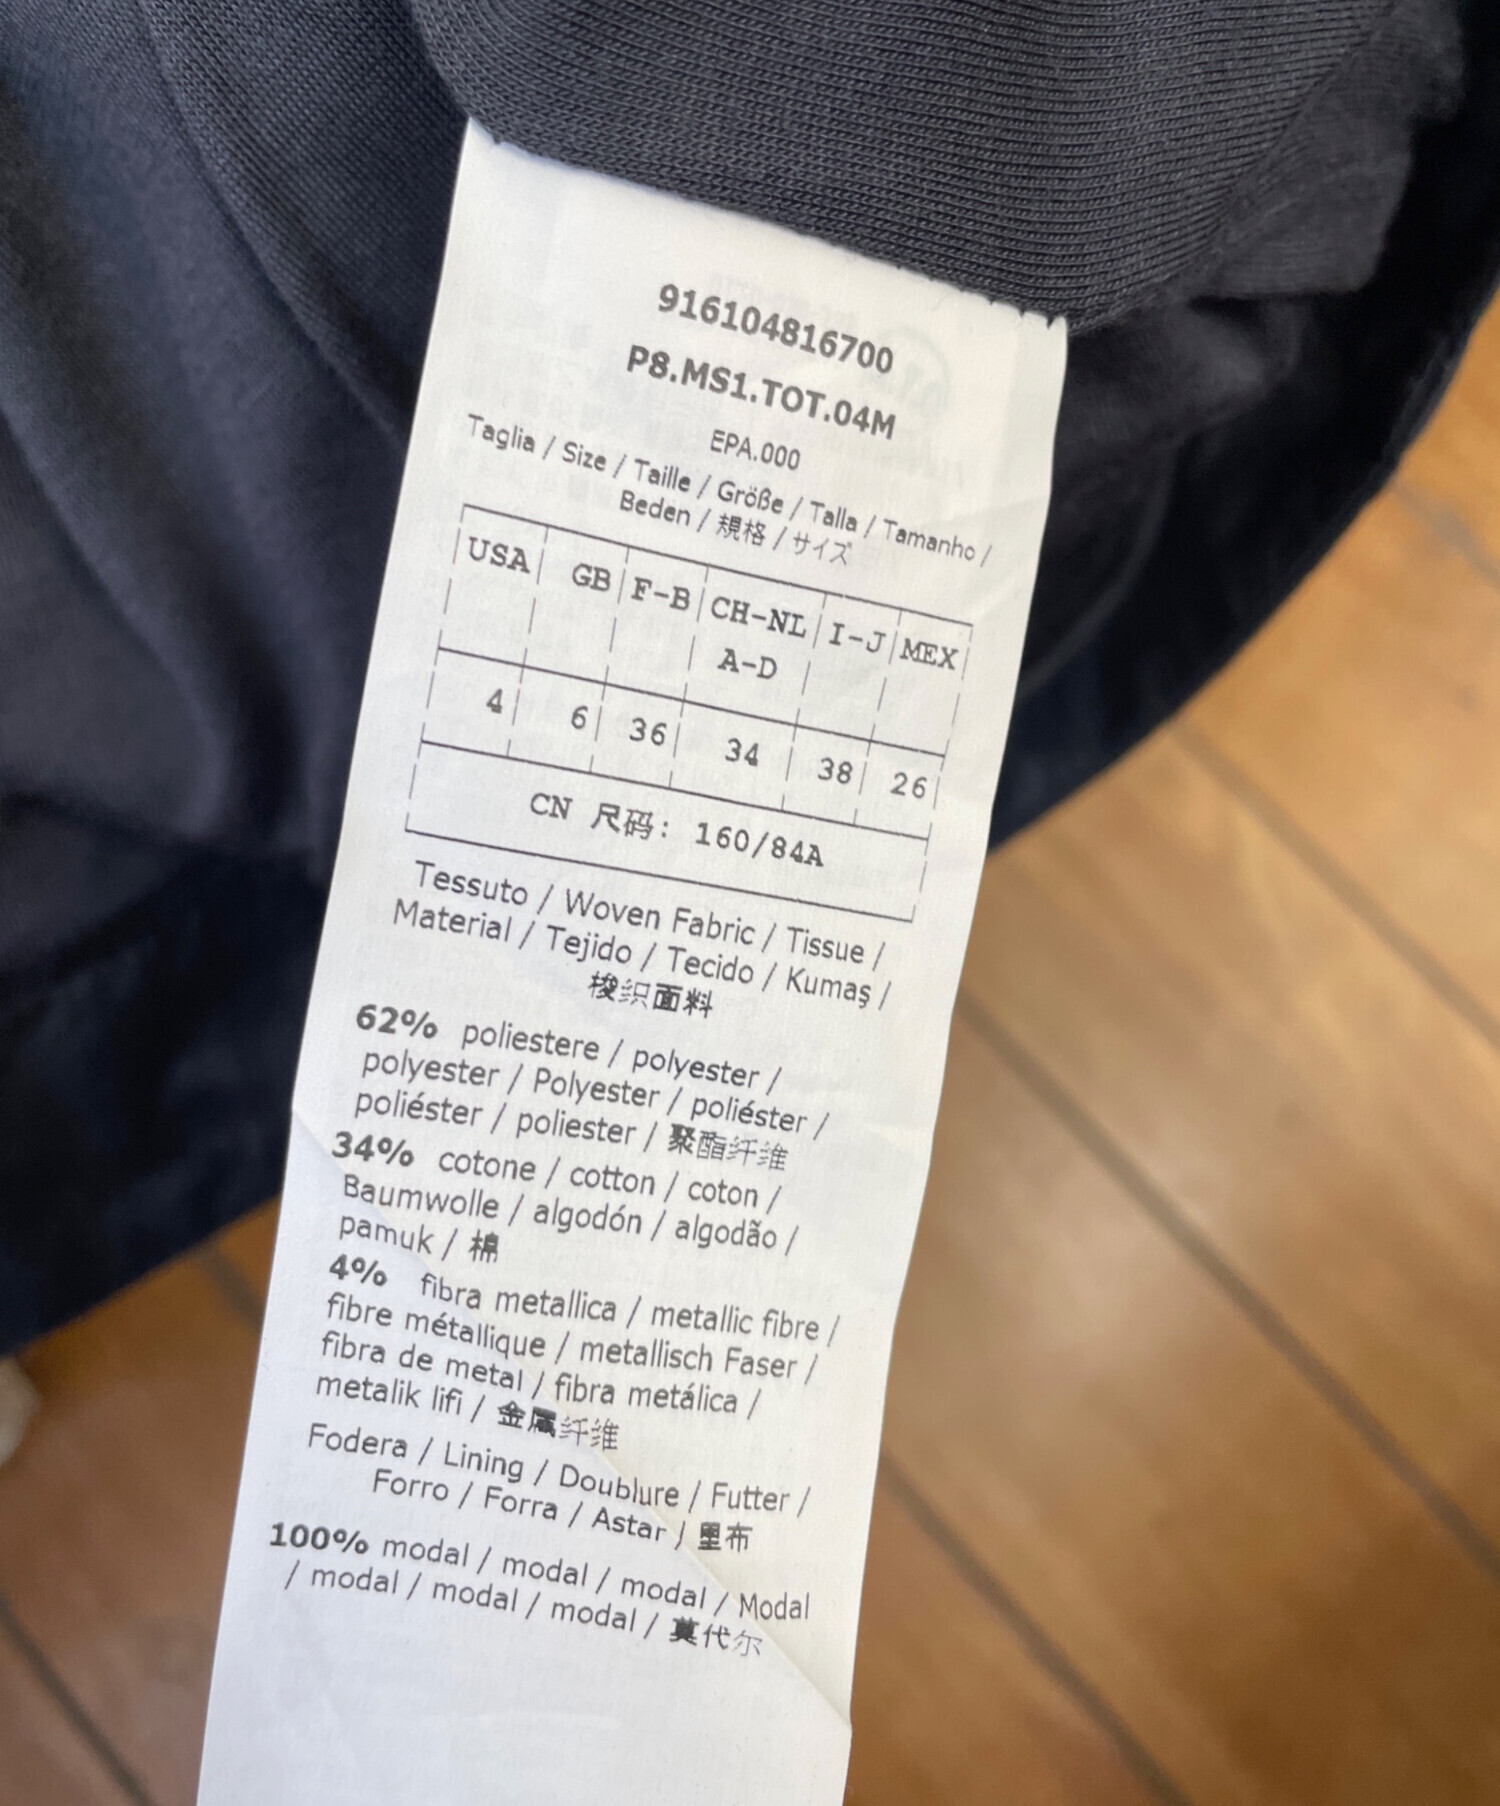 916104816700
P8.MS1.TOT.04M
EPA.000
Taglia / Size / Taille / Größe / Talla / Tamanho /
Beden / 規格 / サイズ
USA GB F-B CH-NL I-J MEX
A-D
4 6 36 34 38 26
CN 尺码: 160/84A
Tessuto / Woven Fabric / Tissue /
Material / Tejido / Tecido / Kumaş /
梭织面料
62% poliestere / polyester /
polyester / Polyester / poliéster /
poliéster / poliester / 聚酯纤维
34% cotone / cotton / coton /
Baumwolle / algodón / algodão /
pamuk / 棉
4% fibra metallica / metallic fibre /
fibre métallique / metallisch Faser /
fibra de metal / fibra metálica /
metalik lifi / 金属纤维
Fodera / Lining / Doublure / Futter /
Forro / Forra / Astar / 里布
100% modal / modal / modal / Modal
/ modal / modal / modal / 莫代尔